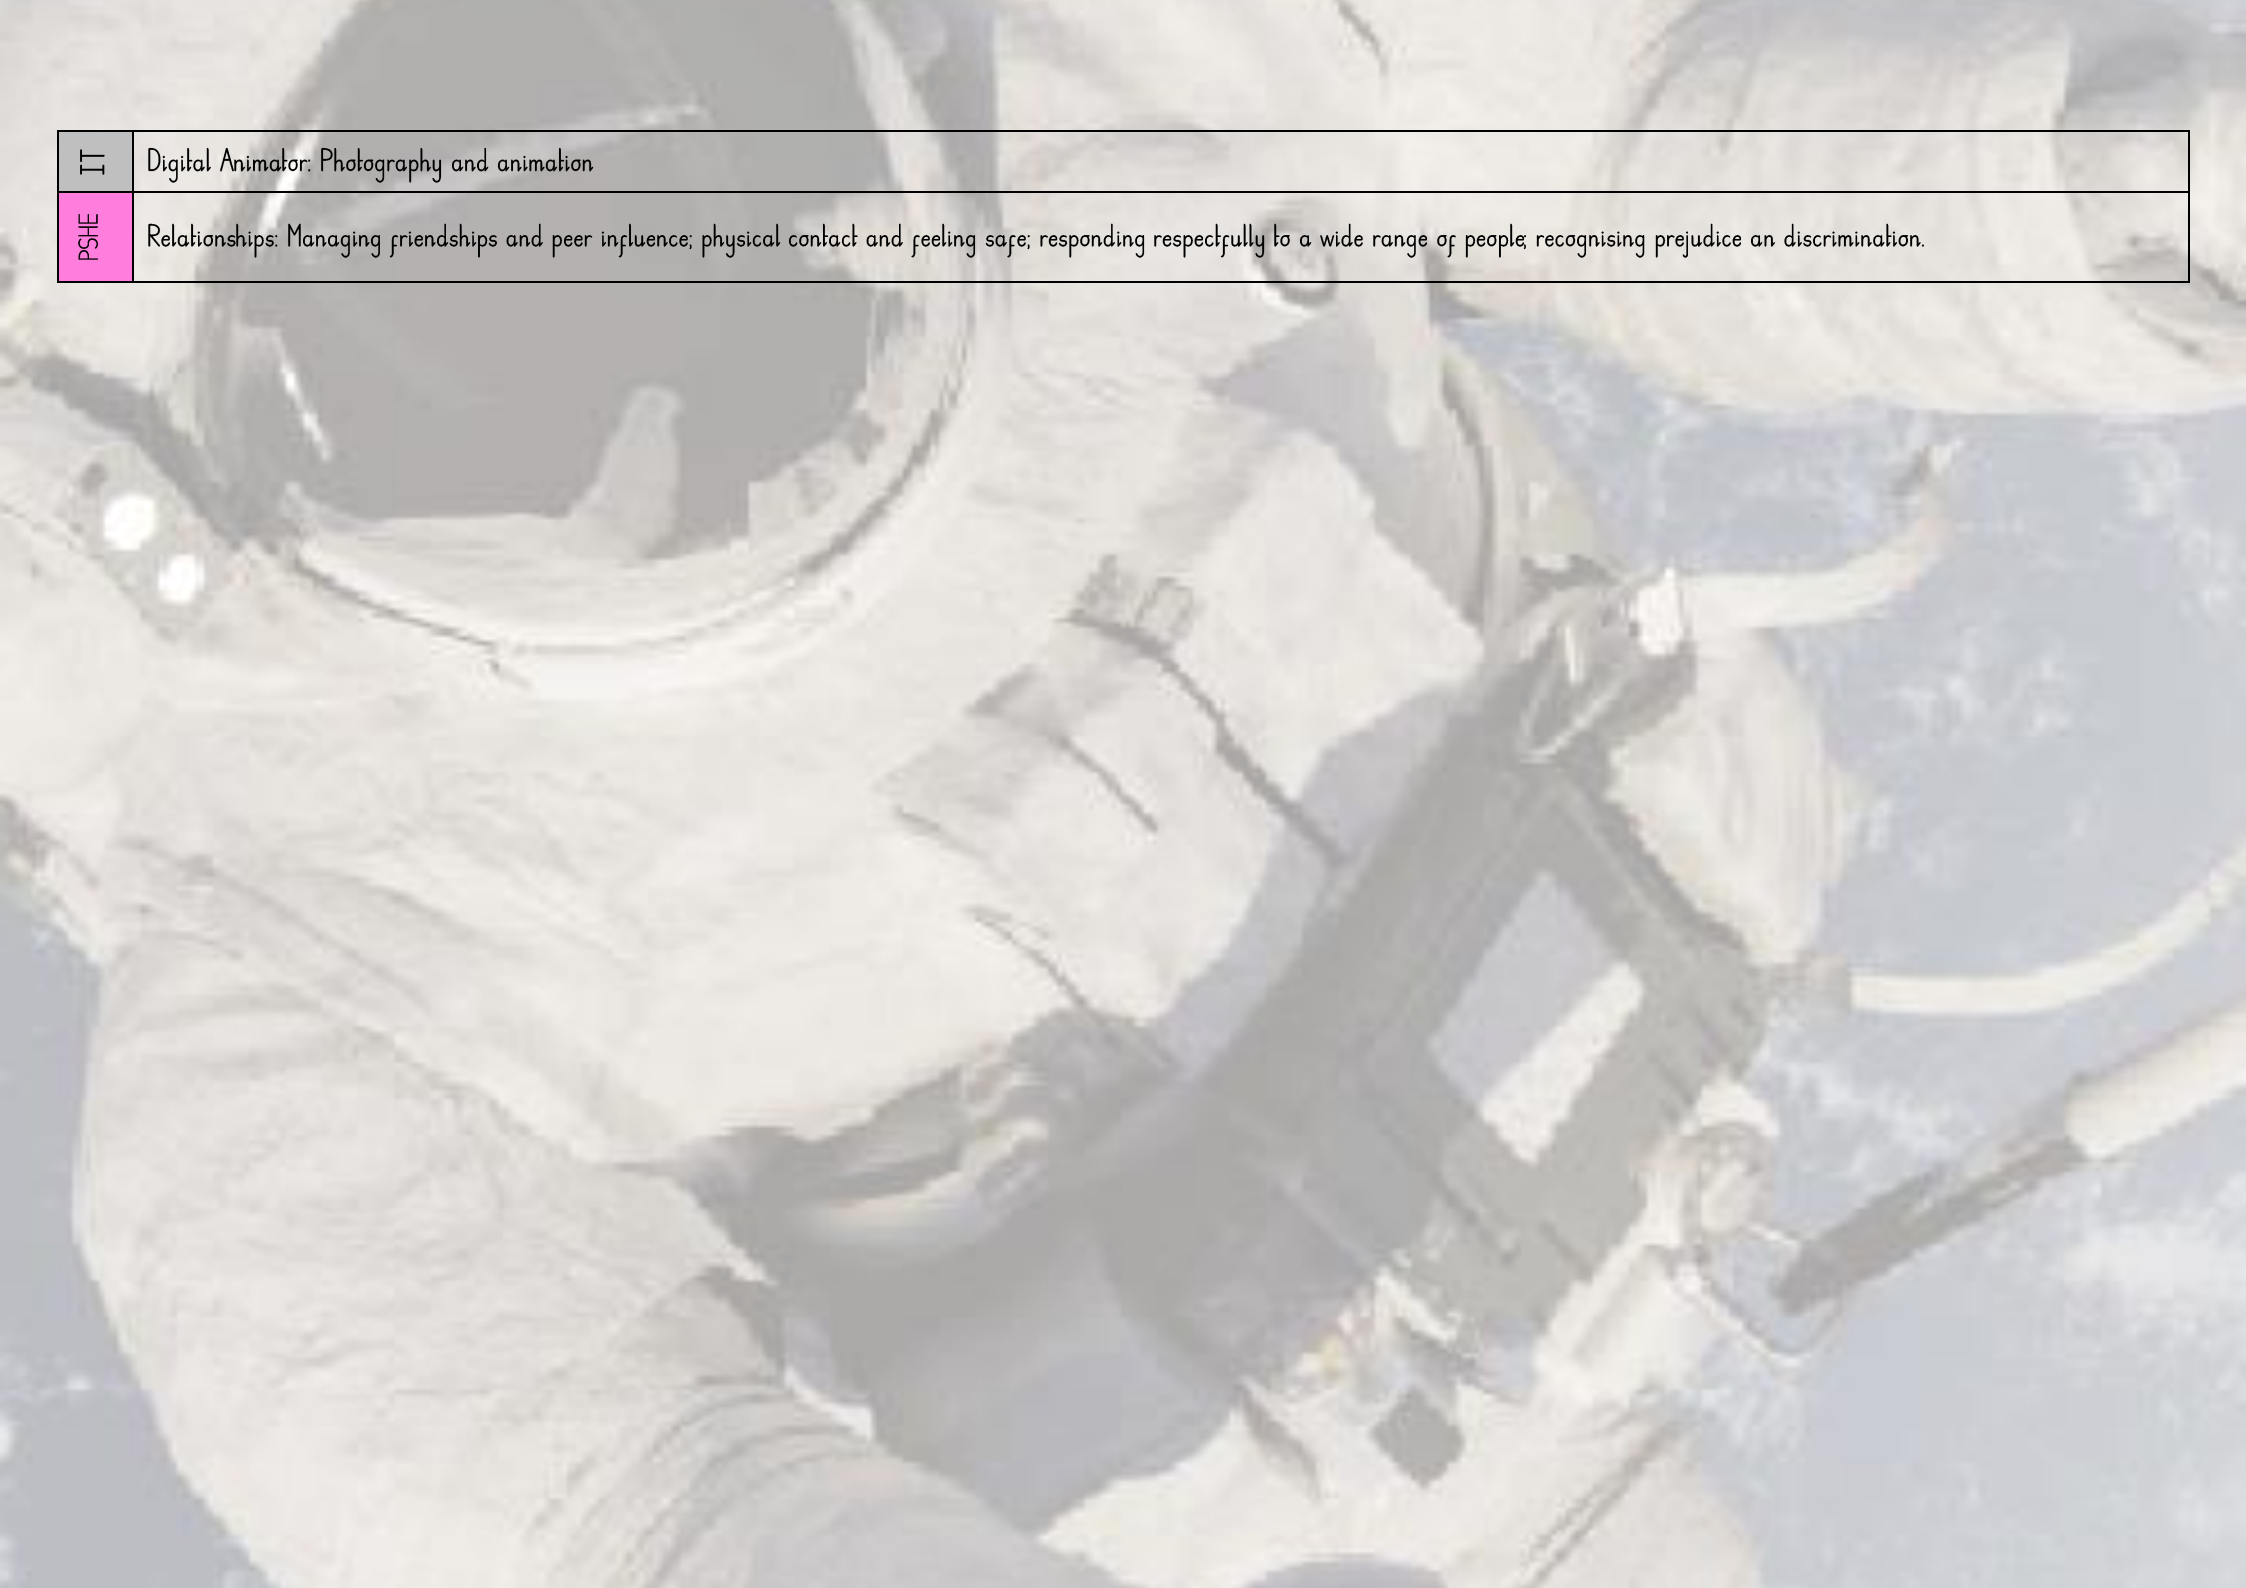 IT
Digital Animator: Photography and animation
PSHE
Relationships: Managing friendships and peer influence; physical contact and feeling safe; responding respectfully to a wide range of people; recognising prejudice an discrimination.